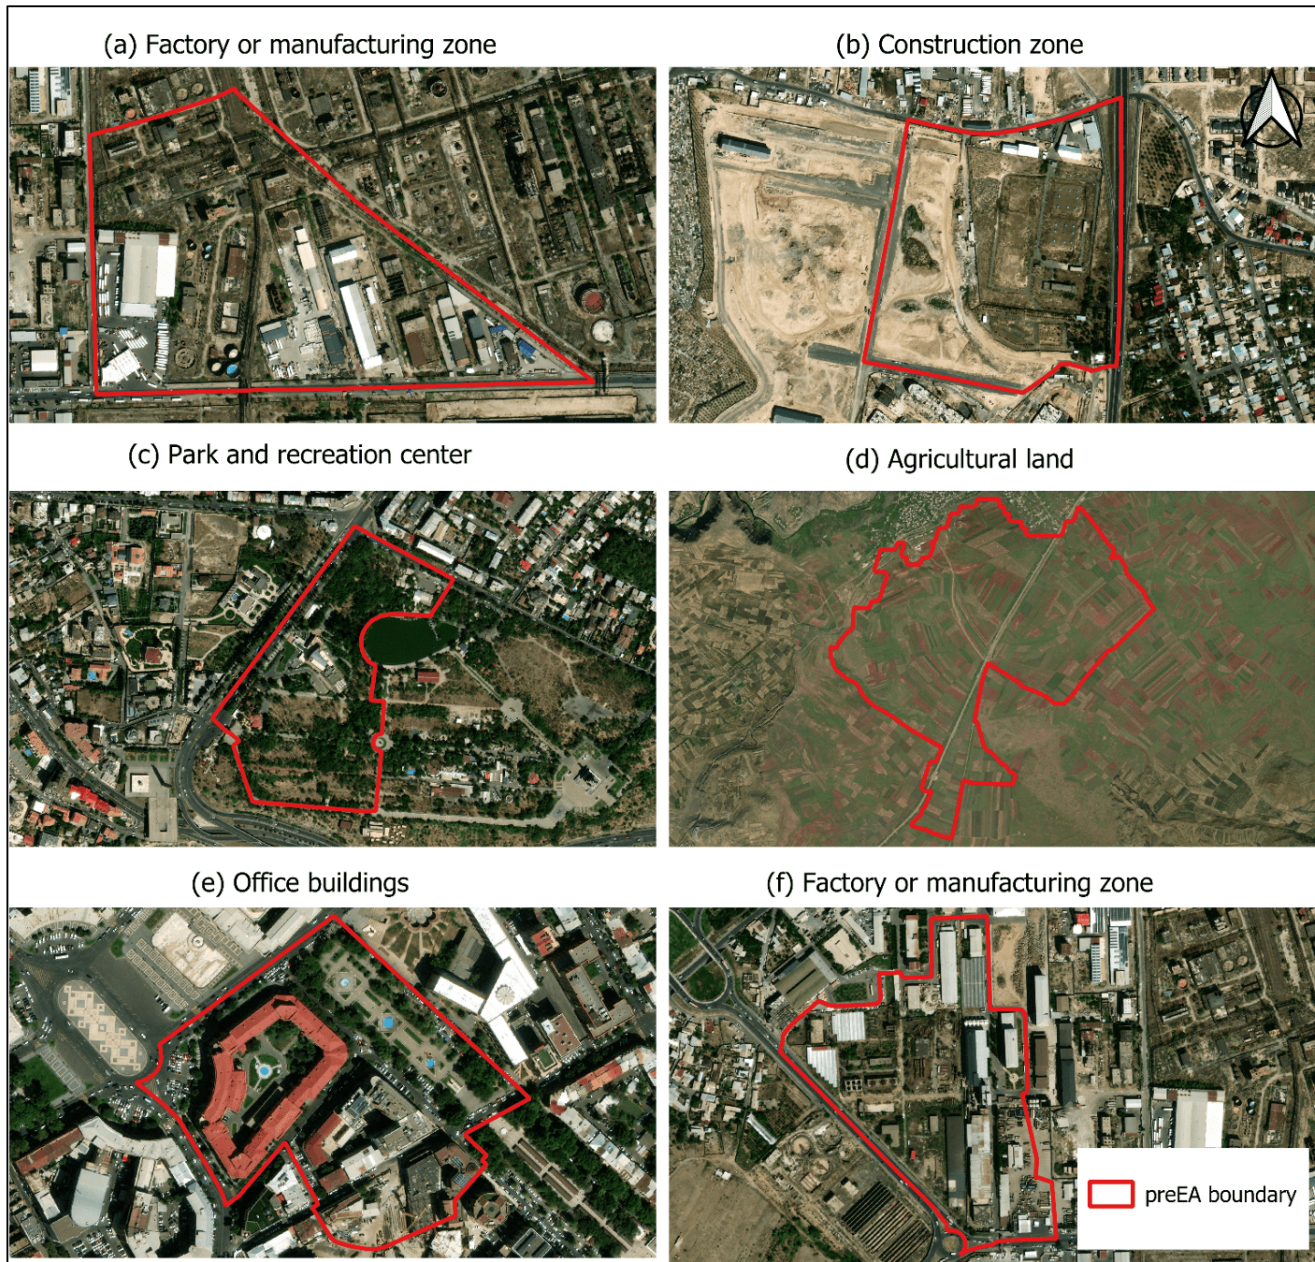 (a) Factory or manufacturing zone
(b) Construction zone
(c) Park and recreation center
(d) Agricultural land
(e) Office buildings
(f) Factory or manufacturing zone
preEA boundary